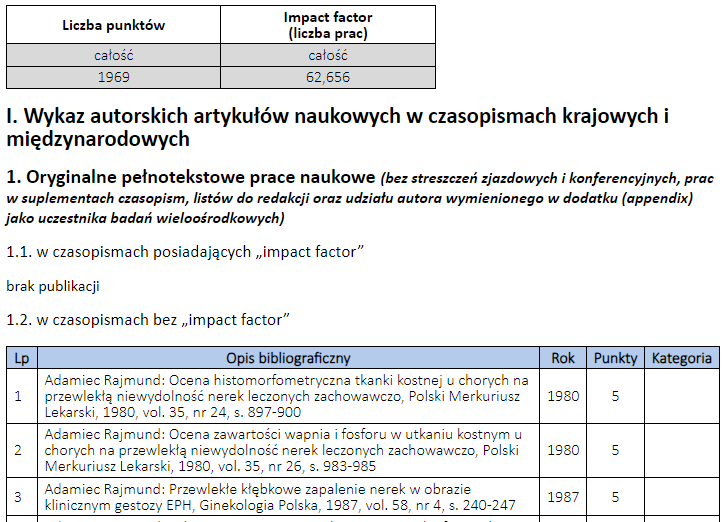 Liczba punktów
Impact factor
(liczba prac)
całość
całość
1969
62,656
I. Wykaz autorskich artykułów naukowych w czasopismach krajowych i
międzynarodowych
1. Oryginalne pełnotekstowe prace naukowe (bez streszczeń zjazdowych i konferencyjnych, prac
w suplementach czasopism, listów do redakcji oraz udziału autora wymienionego w dodatku (appendix)
jako uczestnika badań wieloośrodkowych)
1.1. w czasopismach posiadających „impact factor”
brak publikacji
1.2. w czasopismach bez „impact factor”
Lp
Opis bibliograficzny
Rok
Punkty
Kategoria
1
Adamiec Rajmund: Ocena histomorfometryczna tkanki kostnej u chorych na
przewlekłą niewydolność nerek leczonych zachowawczo, Polski Merkuriusz
Lekarski, 1980, vol. 35, nr 24, s. 897-900
1980
5
2
Adamiec Rajmund: Ocena zawartości wapnia i fosforu w utkaniu kostnym u
chorych na przewlekłą niewydolność nerek leczonych zachowawczo, Polski
Merkuriusz Lekarski, 1980, vol. 35, nr 26, s. 983-985
1980
5
3
Adamiec Rajmund: Przewlekłe kłębkowe zapalenie nerek w obrazie
klinicznym gestozy EPH, Ginekologia Polska, 1987, vol. 58, nr 4, s. 240-247
1987
5